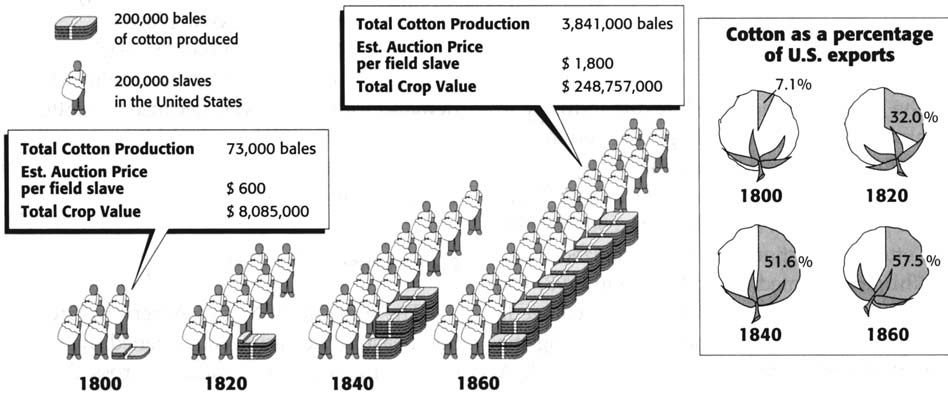 200,000 bales
of cotton produced
200,000 slaves
in the United States
Total Cotton Production 73,000 bales
Est. Auction Price
per field slave $ 600
Total Crop Value $ 8,085,000
Total Cotton Production 3,841,000 bales
Est. Auction Price
per field slave $ 1,800
Total Crop Value $ 248,757,000
1800
1820
1840
1860
Cotton as a percentage
of U.S. exports
7.1%
32.0%
1800
1820
51.6%
57.5%
1840
1860